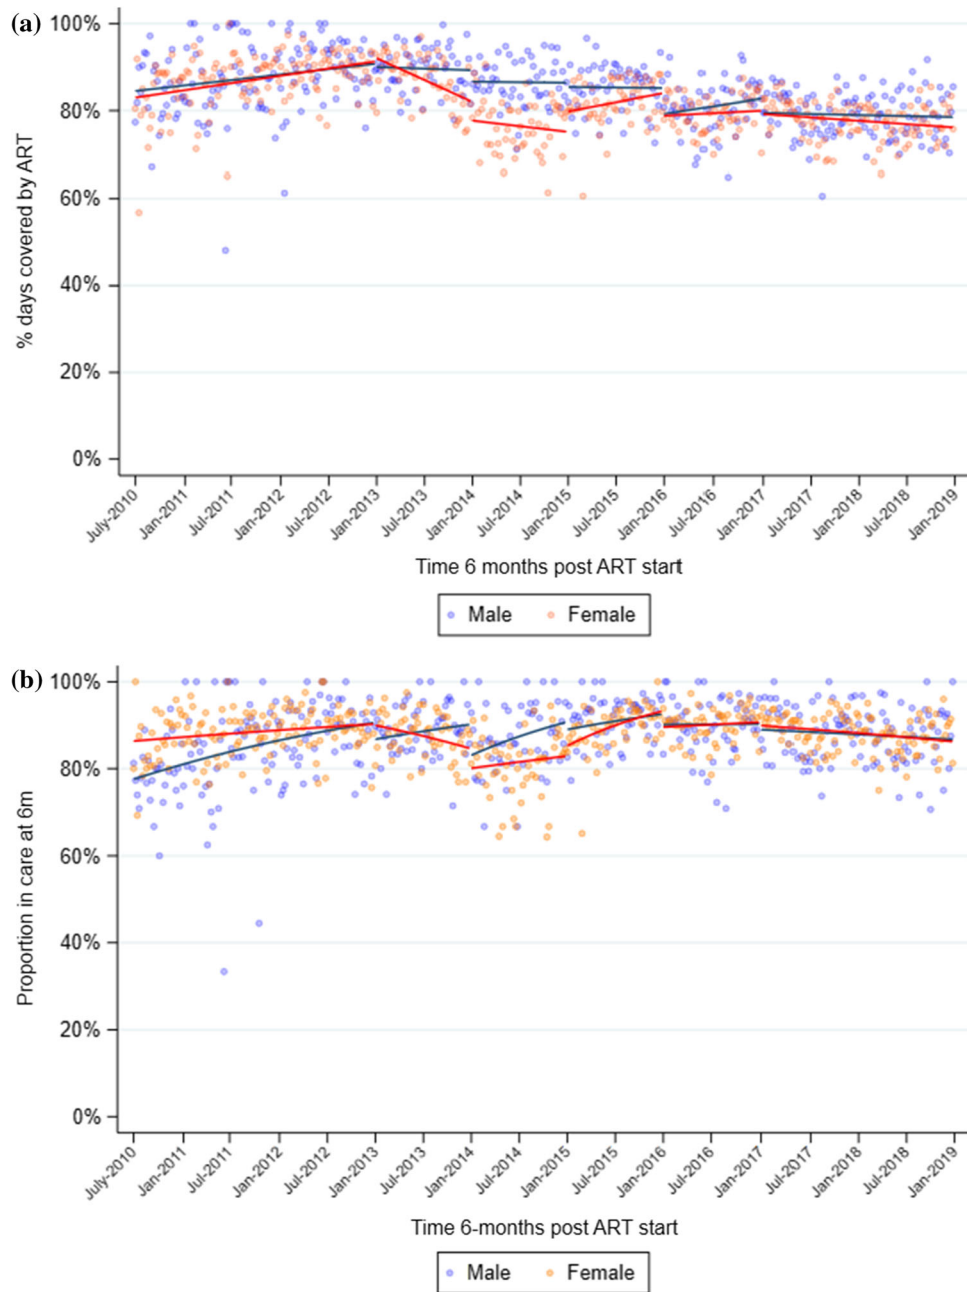 (a)
% days covered by ART
100%
80%
60%
40%
20%
0%
July-2010
Jan-2011
Jul-2011
Jan-2012
Jul-2012
Jan-2013
Jul-2013
Jan-2014
Jul-2014
Jan-2015
Jul-2015
Jan-2016
Jul-2016
Jan-2017
Jul-2017
Jan-2018
Jul-2018
Jan-2019
Time 6 months post ART start
Male Female
(b)
Proportion in care at 6m
100%
80%
60%
40%
20%
0%
July-2010
Jan-2011
Jul-2011
Jan-2012
Jul-2012
Jan-2013
Jul-2013
Jan-2014
Jul-2014
Jan-2015
Jul-2015
Jan-2016
Jul-2016
Jan-2017
Jul-2017
Jan-2018
Jul-2018
Jan-2019
Time 6-months post ART start
Male Female